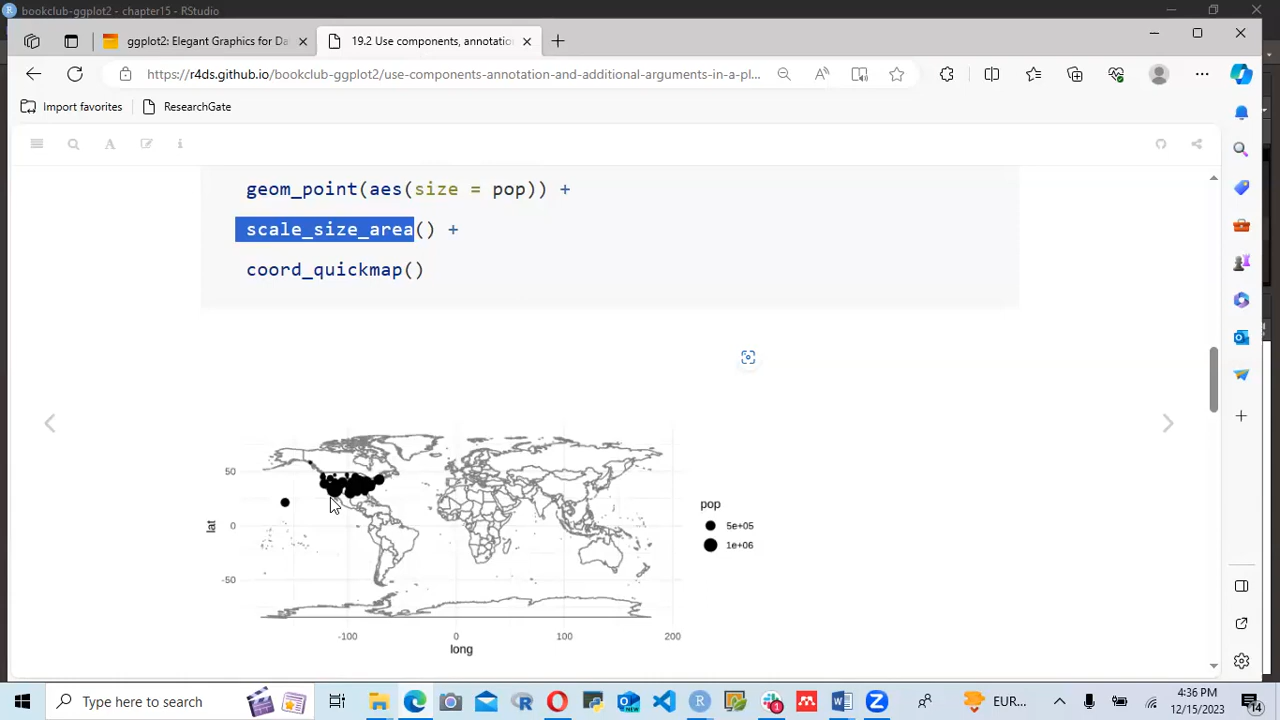 bookclub-ggplot2 - chapter15 - RStudio
ggplot2: Elegant Graphics for Da
19.2 Use components, annotatio
https://r4ds.github.io/bookclub-ggplot2/use-components-annotation-and-additional-arguments-in-a-pl...
Import favorites
ResearchGate
geom_point(aes(size = pop)) +
scale_size_area() +
coord_quickmap()
50
0
-50
lat
-100
0
100
200
long
pop
5e+05
1e+06
Type here to search
EUR...
4:36 PM
12/15/2023
14
1